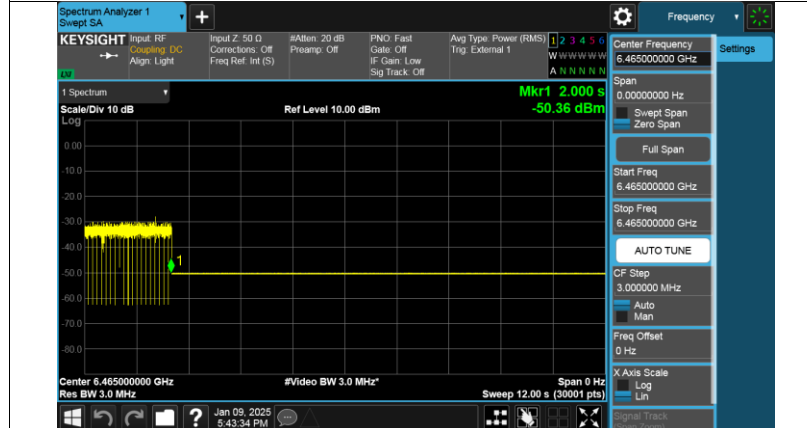 Spectrum Analyzer 1
Swept SA
+
Frequency
KEYSIGHT
Input: RF
Coupling: DC
Align: Light
Input Z: 50 Ω
Corrections: Off
Freq Ref: Int (S)
#Atten: 20 dB
Preamp: Off
PNO: Fast
Gate: Off
IF Gain: Low
Sig Track: Off
Avg Type: Power (RMS)
Trig: External 1
1 2 3 4 5 6
W W W W W W
A N N N N N
LXI
1 Spectrum
Mkr1 2.000 s
Scale/Div 10 dB
Ref Level 10.00 dBm
-50.36 dBm
Log
0.00
-10.0
-20.0
-30.0
-40.0
-50.0
-60.0
-70.0
-80.0
1
Center 6.465000000 GHz
#Video BW 3.0 MHz*
Span 0 Hz
Res BW 3.0 MHz
Sweep 12.00 s (30001 pts)
?
Jan 09, 2025
5:43:34 PM
Center Frequency
6.465000000 GHz
Settings
Span
0.00000000 Hz
Swept Span
Zero Span
Full Span
Start Freq
6.465000000 GHz
Stop Freq
6.465000000 GHz
AUTO TUNE
CF Step
3.000000 MHz
Auto
Man
Freq Offset
0 Hz
X Axis Scale
Log
Lin
Signal Track
(Span Zoom)